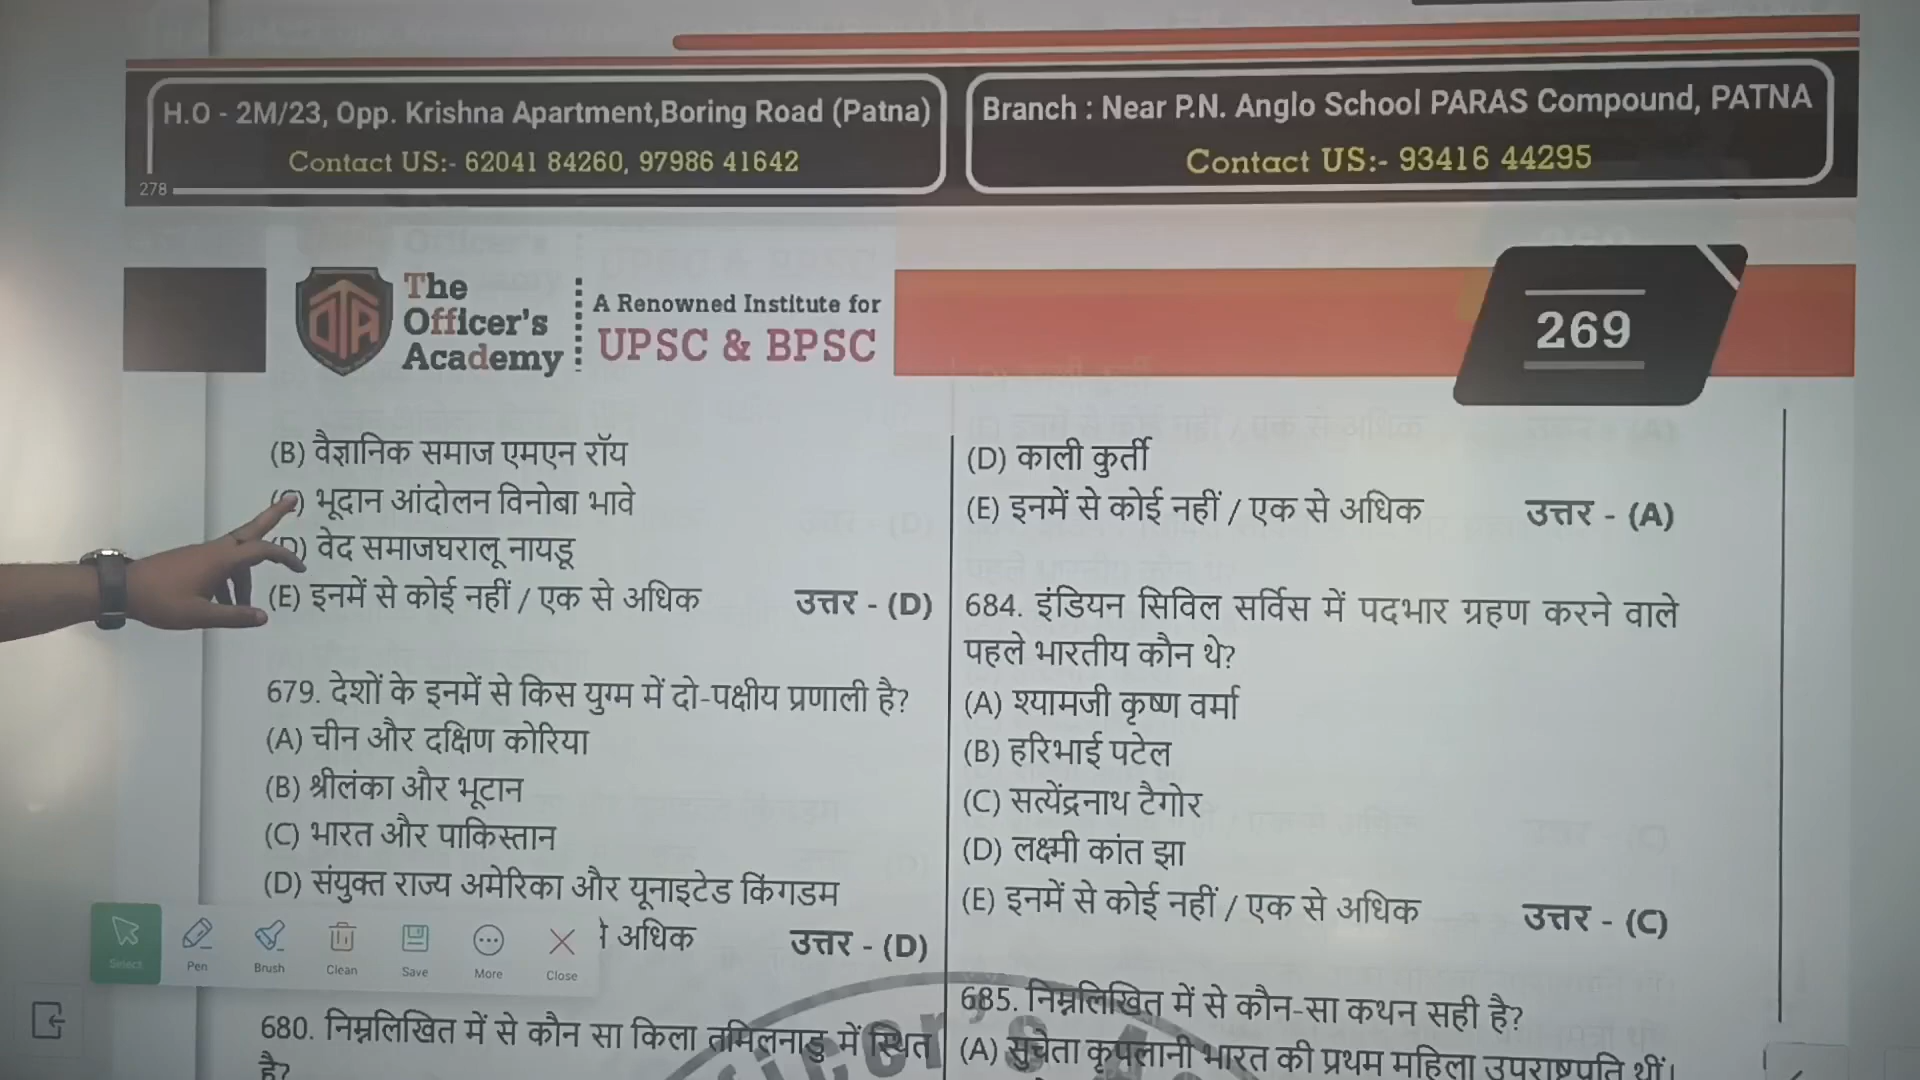 H.O - 2M/23, Opp. Krishna Apartment,Boring Road (Patna)
Contact US:- 62041 84260, 97986 41642
Branch : Near P.N. Anglo School PARAS Compound, PATNA
Contact US:- 93416 44295
278
The
Officer's
Academy
A Renowned Institute for
UPSC & BPSC
269
(B) वैज्ञानिक समाज एमएन रॉय
(C) भूदान आंदोलन विनोबा भावे
(D) वेद समाजघरालू नायडू
(E) इनमें से कोई नहीं / एक से अधिक उत्तर - (D)
679. देशों के इनमें से किस युग्म में दो-पक्षीय प्रणाली है?
(A) चीन और दक्षिण कोरिया
(B) श्रीलंका और भूटान
(C) भारत और पाकिस्तान
(D) संयुक्त राज्य अमेरिका और यूनाइटेड किंगडम
अधिक उत्तर - (D)
680. निम्नलिखित में से कौन सा किला तमिलनाडु में स्थित
है?
(D) काली कुर्ती
(E) इनमें से कोई नहीं / एक से अधिक उत्तर - (A)
684. इंडियन सिविल सर्विस में पदभार ग्रहण करने वाले
पहले भारतीय कौन थे?
(A) श्यामजी कृष्ण वर्मा
(B) हरिभाई पटेल
(C) सत्येंद्रनाथ टैगोर
(D) लक्ष्मी कांत झा
(E) इनमें से कोई नहीं / एक से अधिक उत्तर - (C)
685. निम्नलिखित में से कौन-सा कथन सही है?
(A) सुचेता कृपलानी भारत की प्रथम महिला उपराष्ट्रपति थीं।
Select
Pen
Brush
Clean
Save
More
Close